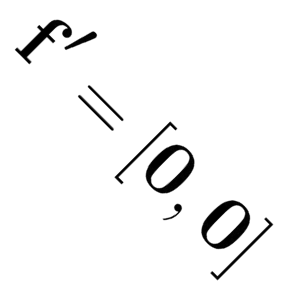 f′ = [0, 0]